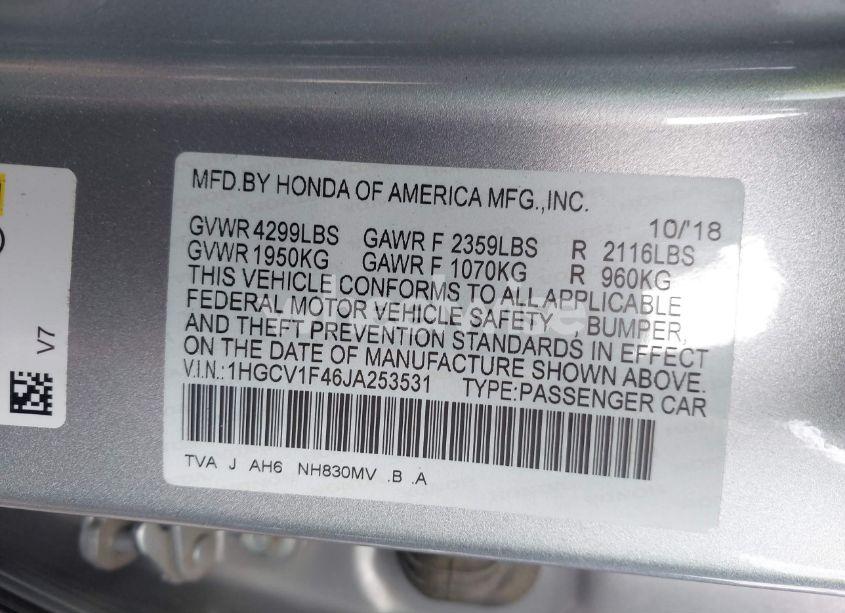 MFD.BY HONDA OF AMERICA MFG.,INC.
10/'18
GVWR 4299LBS GAWR F 2359LBS R 2116LBS
GVWR 1950KG GAWR F 1070KG R 960KG
THIS VEHICLE CONFORMS TO ALL APPLICABLE
FEDERAL MOTOR VEHICLE SAFETY , BUMPER,
AND THEFT PREVENTION STANDARDS IN EFFECT
ON THE DATE OF MANUFACTURE SHOWN ABOVE.
V.I.N.:1HGCV1F46JA253531 TYPE:PASSENGER CAR
TVA J AH6 NH830MV .B .A
V7